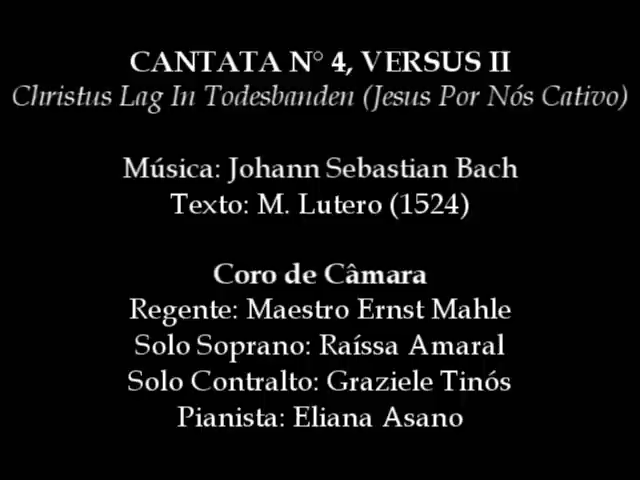 CANTATA N° 4, VERSUS II
Christus Lag In Todesbanden (Jesus Por Nós Cativo)
Música: Johann Sebastian Bach
Texto: M. Lutero (1524)
Coro de Câmara
Regente: Maestro Ernst Mahle
Solo Soprano: Raíssa Amaral
Solo Contralto: Graziele Tinós
Pianista: Eliana Asano